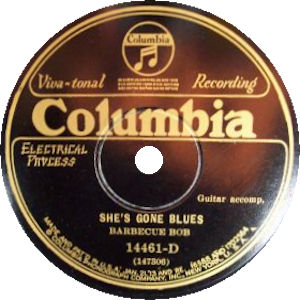 Columbia
Viva-tonal Recording
Columbia
ELECTRICAL
PROCESS
Guitar accomp.
SHE'S GONE BLUES
BARBECUE BOB
14461-D
(147306)